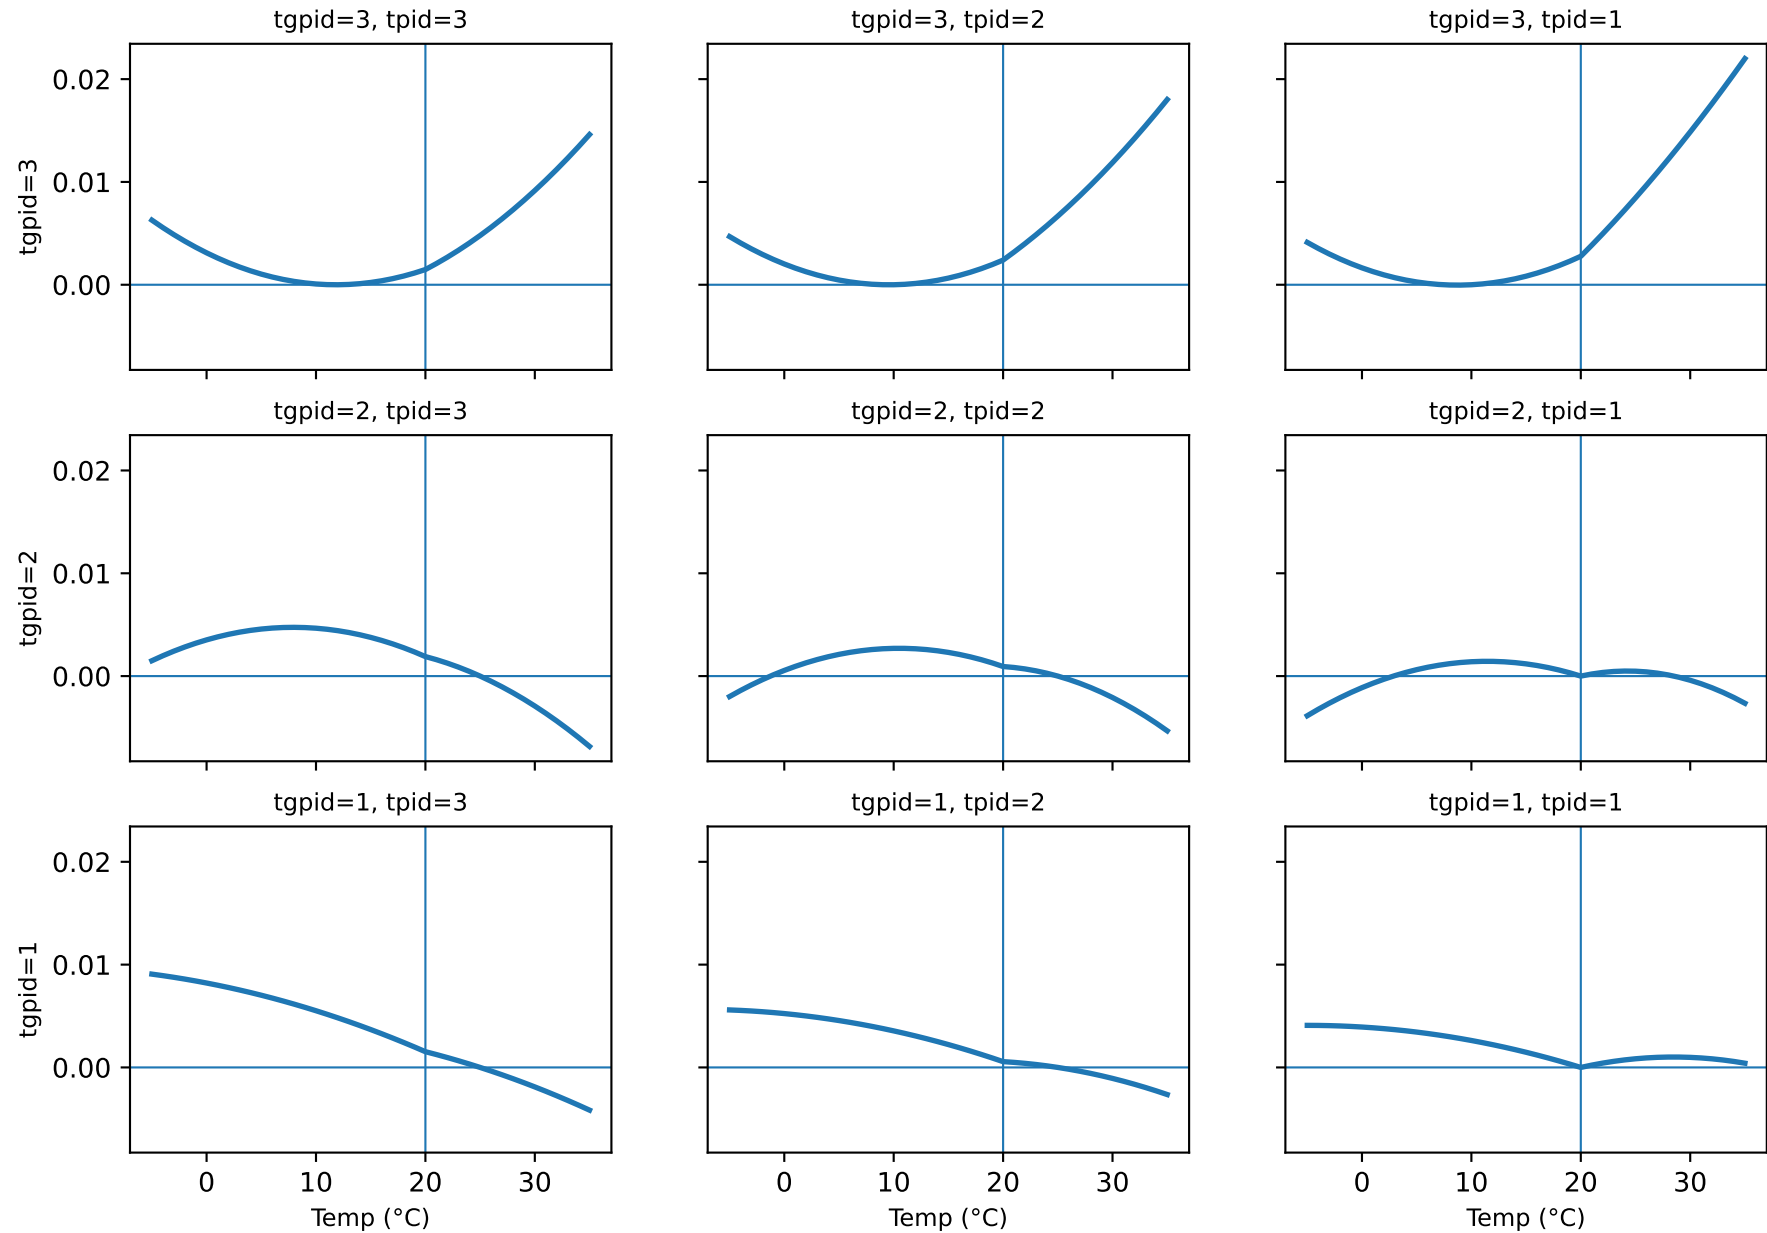 tgpid=3, tpid=3
tgpid=3, tpid=2
tgpid=3, tpid=1
tgpid=3
0.02
0.01
0.00
tgpid=2, tpid=3
tgpid=2, tpid=2
tgpid=2, tpid=1
tgpid=2
0.02
0.01
0.00
tgpid=1, tpid=3
tgpid=1, tpid=2
tgpid=1, tpid=1
tgpid=1
0.02
0.01
0.00
0 10 20 30
0 10 20 30
0 10 20 30
Temp (°C)
Temp (°C)
Temp (°C)